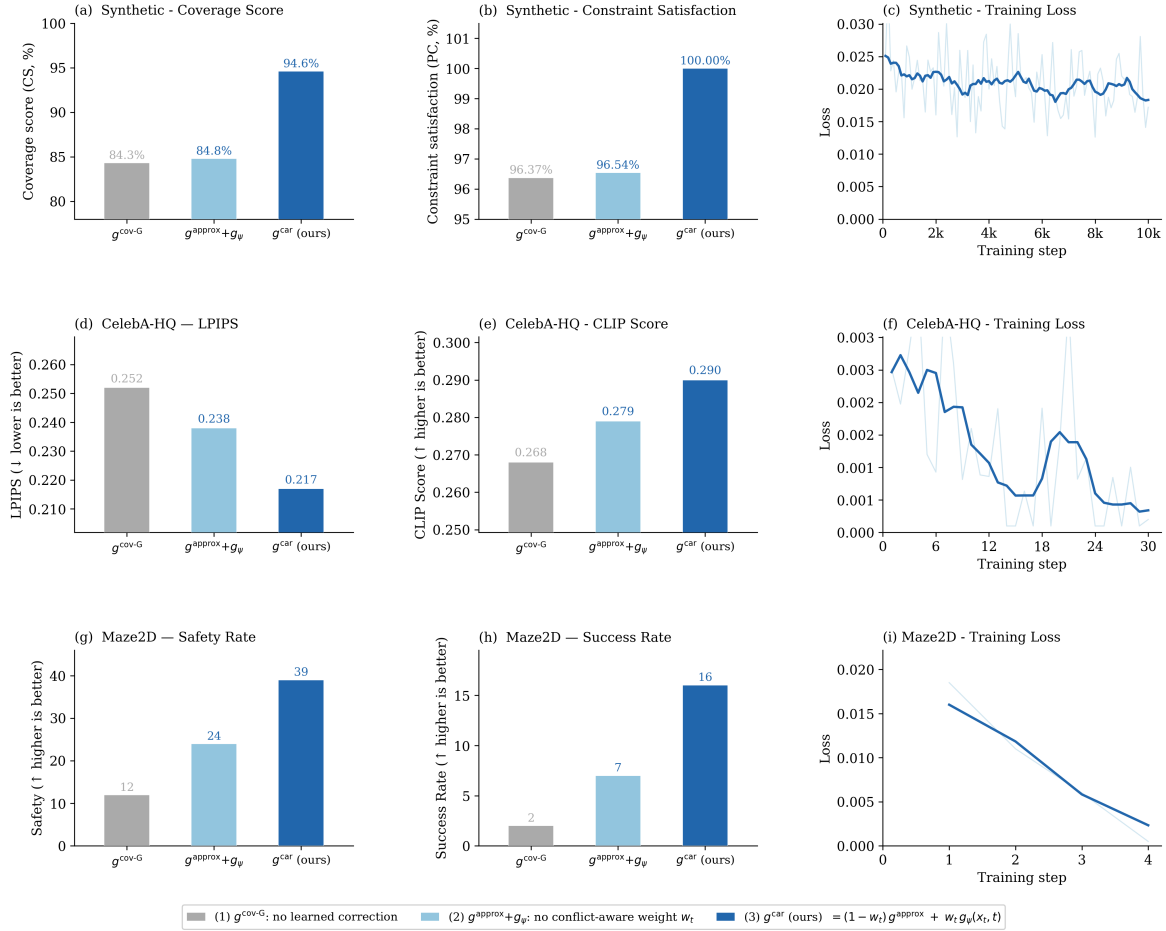 (a) Synthetic - Coverage Score
Coverage score (CS, %)
100
95
90
85
80
84.3%
84.8%
94.6%
g^cov-G
g^approx+g_ψ
g^car (ours)
(b) Synthetic - Constraint Satisfaction
Constraint satisfaction (PC, %)
101
100
99
98
97
96
95
96.37%
96.54%
100.00%
g^cov-G
g^approx+g_ψ
g^car (ours)
(c) Synthetic - Training Loss
Loss
0.030
0.025
0.020
0.015
0.010
0.005
0.000
0 2k 4k 6k 8k 10k
Training step
(d) CelebA-HQ — LPIPS
LPIPS (↓ lower is better)
0.260
0.250
0.240
0.230
0.220
0.210
0.252
0.238
0.217
g^cov-G
g^approx+g_ψ
g^car (ours)
(e) CelebA-HQ - CLIP Score
CLIP Score (↑ higher is better)
0.300
0.290
0.280
0.270
0.260
0.250
0.268
0.279
0.290
g^cov-G
g^approx+g_ψ
g^car (ours)
(f) CelebA-HQ - Training Loss
Loss
0.003
0.003
0.002
0.002
0.001
0.001
0.000
0 6 12 18 24 30
Training step
(g) Maze2D — Safety Rate
Safety (↑ higher is better)
40
30
20
10
0
12
24
39
g^cov-G
g^approx+g_ψ
g^car (ours)
(h) Maze2D — Success Rate
Success Rate (↑ higher is better)
15
10
5
0
2
7
16
g^cov-G
g^approx+g_ψ
g^car (ours)
(i) Maze2D - Training Loss
Loss
0.020
0.015
0.010
0.005
0.000
0 1 2 3 4
Training step
(1) g^cov-G: no learned correction
(2) g^approx+g_ψ: no conflict-aware weight w_t
(3) g^car (ours) = (1 − w_t) g^approx + w_t g_ψ(x_t, t)